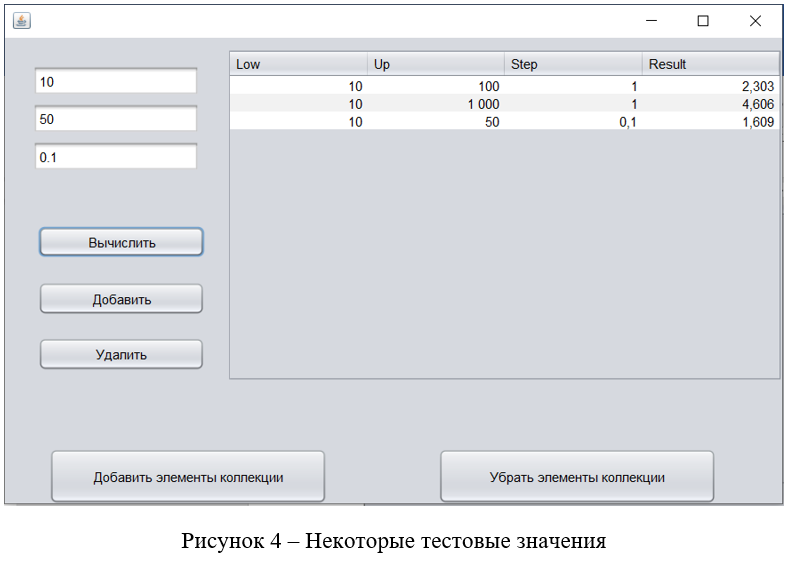 10
50
0.1
Вычислить
Добавить
Удалить
Low Up Step Result
10 100 1 2,303
10 1 000 1 4,606
10 50 0,1 1,609
Добавить элементы коллекции
Убрать элементы коллекции
Рисунок 4 – Некоторые тестовые значения